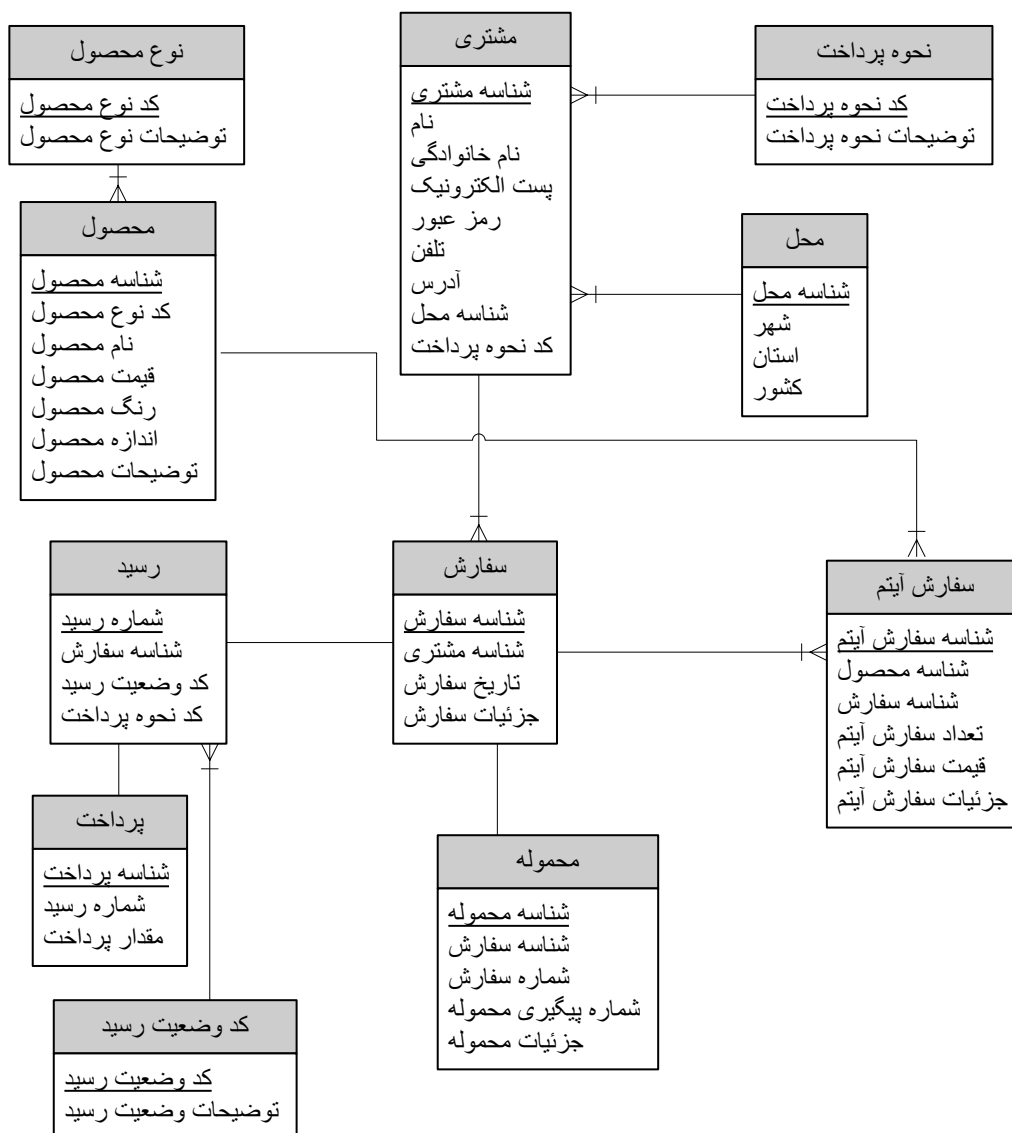 نوع محصول
کد نوع محصول
توضیحات نوع محصول
مشتری
شناسه مشتری
نام
نام خانوادگی
پست الکترونیک
رمز عبور
تلفن
آدرس
شناسه محل
کد نحوه پرداخت
نحوه پرداخت
کد نحوه پرداخت
توضیحات نحوه پرداخت
محصول
شناسه محصول
کد نوع محصول
نام محصول
قیمت محصول
رنگ محصول
اندازه محصول
توضیحات محصول
محل
شناسه محل
شهر
استان
کشور
رسید
شماره رسید
شناسه سفارش
کد وضعیت رسید
کد نحوه پرداخت
سفارش
شناسه سفارش
شناسه مشتری
تاریخ سفارش
جزئیات سفارش
سفارش آیتم
شناسه سفارش آیتم
شناسه محصول
شناسه سفارش
تعداد سفارش آیتم
قیمت سفارش آیتم
جزئیات سفارش آیتم
پرداخت
شناسه پرداخت
شماره رسید
مقدار پرداخت
محموله
شناسه محموله
شناسه سفارش
شماره سفارش
شماره پیگیری محموله
جزئیات محموله
کد وضعیت رسید
کد وضعیت رسید
توضیحات وضعیت رسید